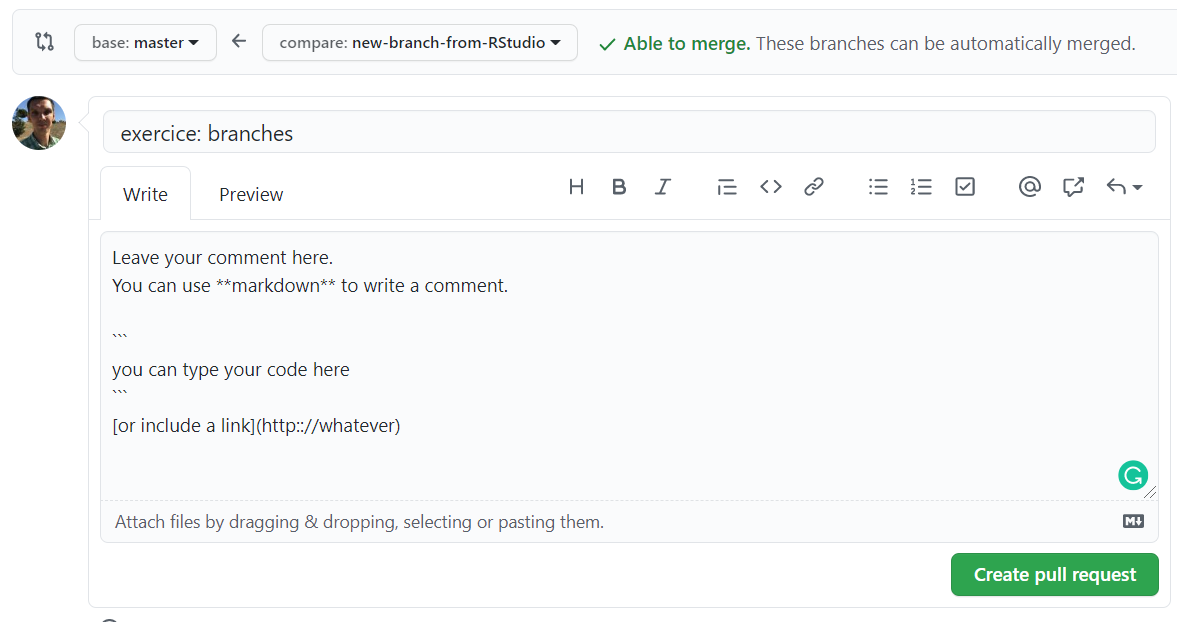 base: master compare: new-branch-from-RStudio Able to merge. These branches can be automatically merged.
exercice: branches
Write Preview H B I
Leave your comment here.
You can use **markdown** to write a comment.
```
you can type your code here
```
[or include a link](http:://whatever)
G
Attach files by dragging & dropping, selecting or pasting them. M
Create pull request